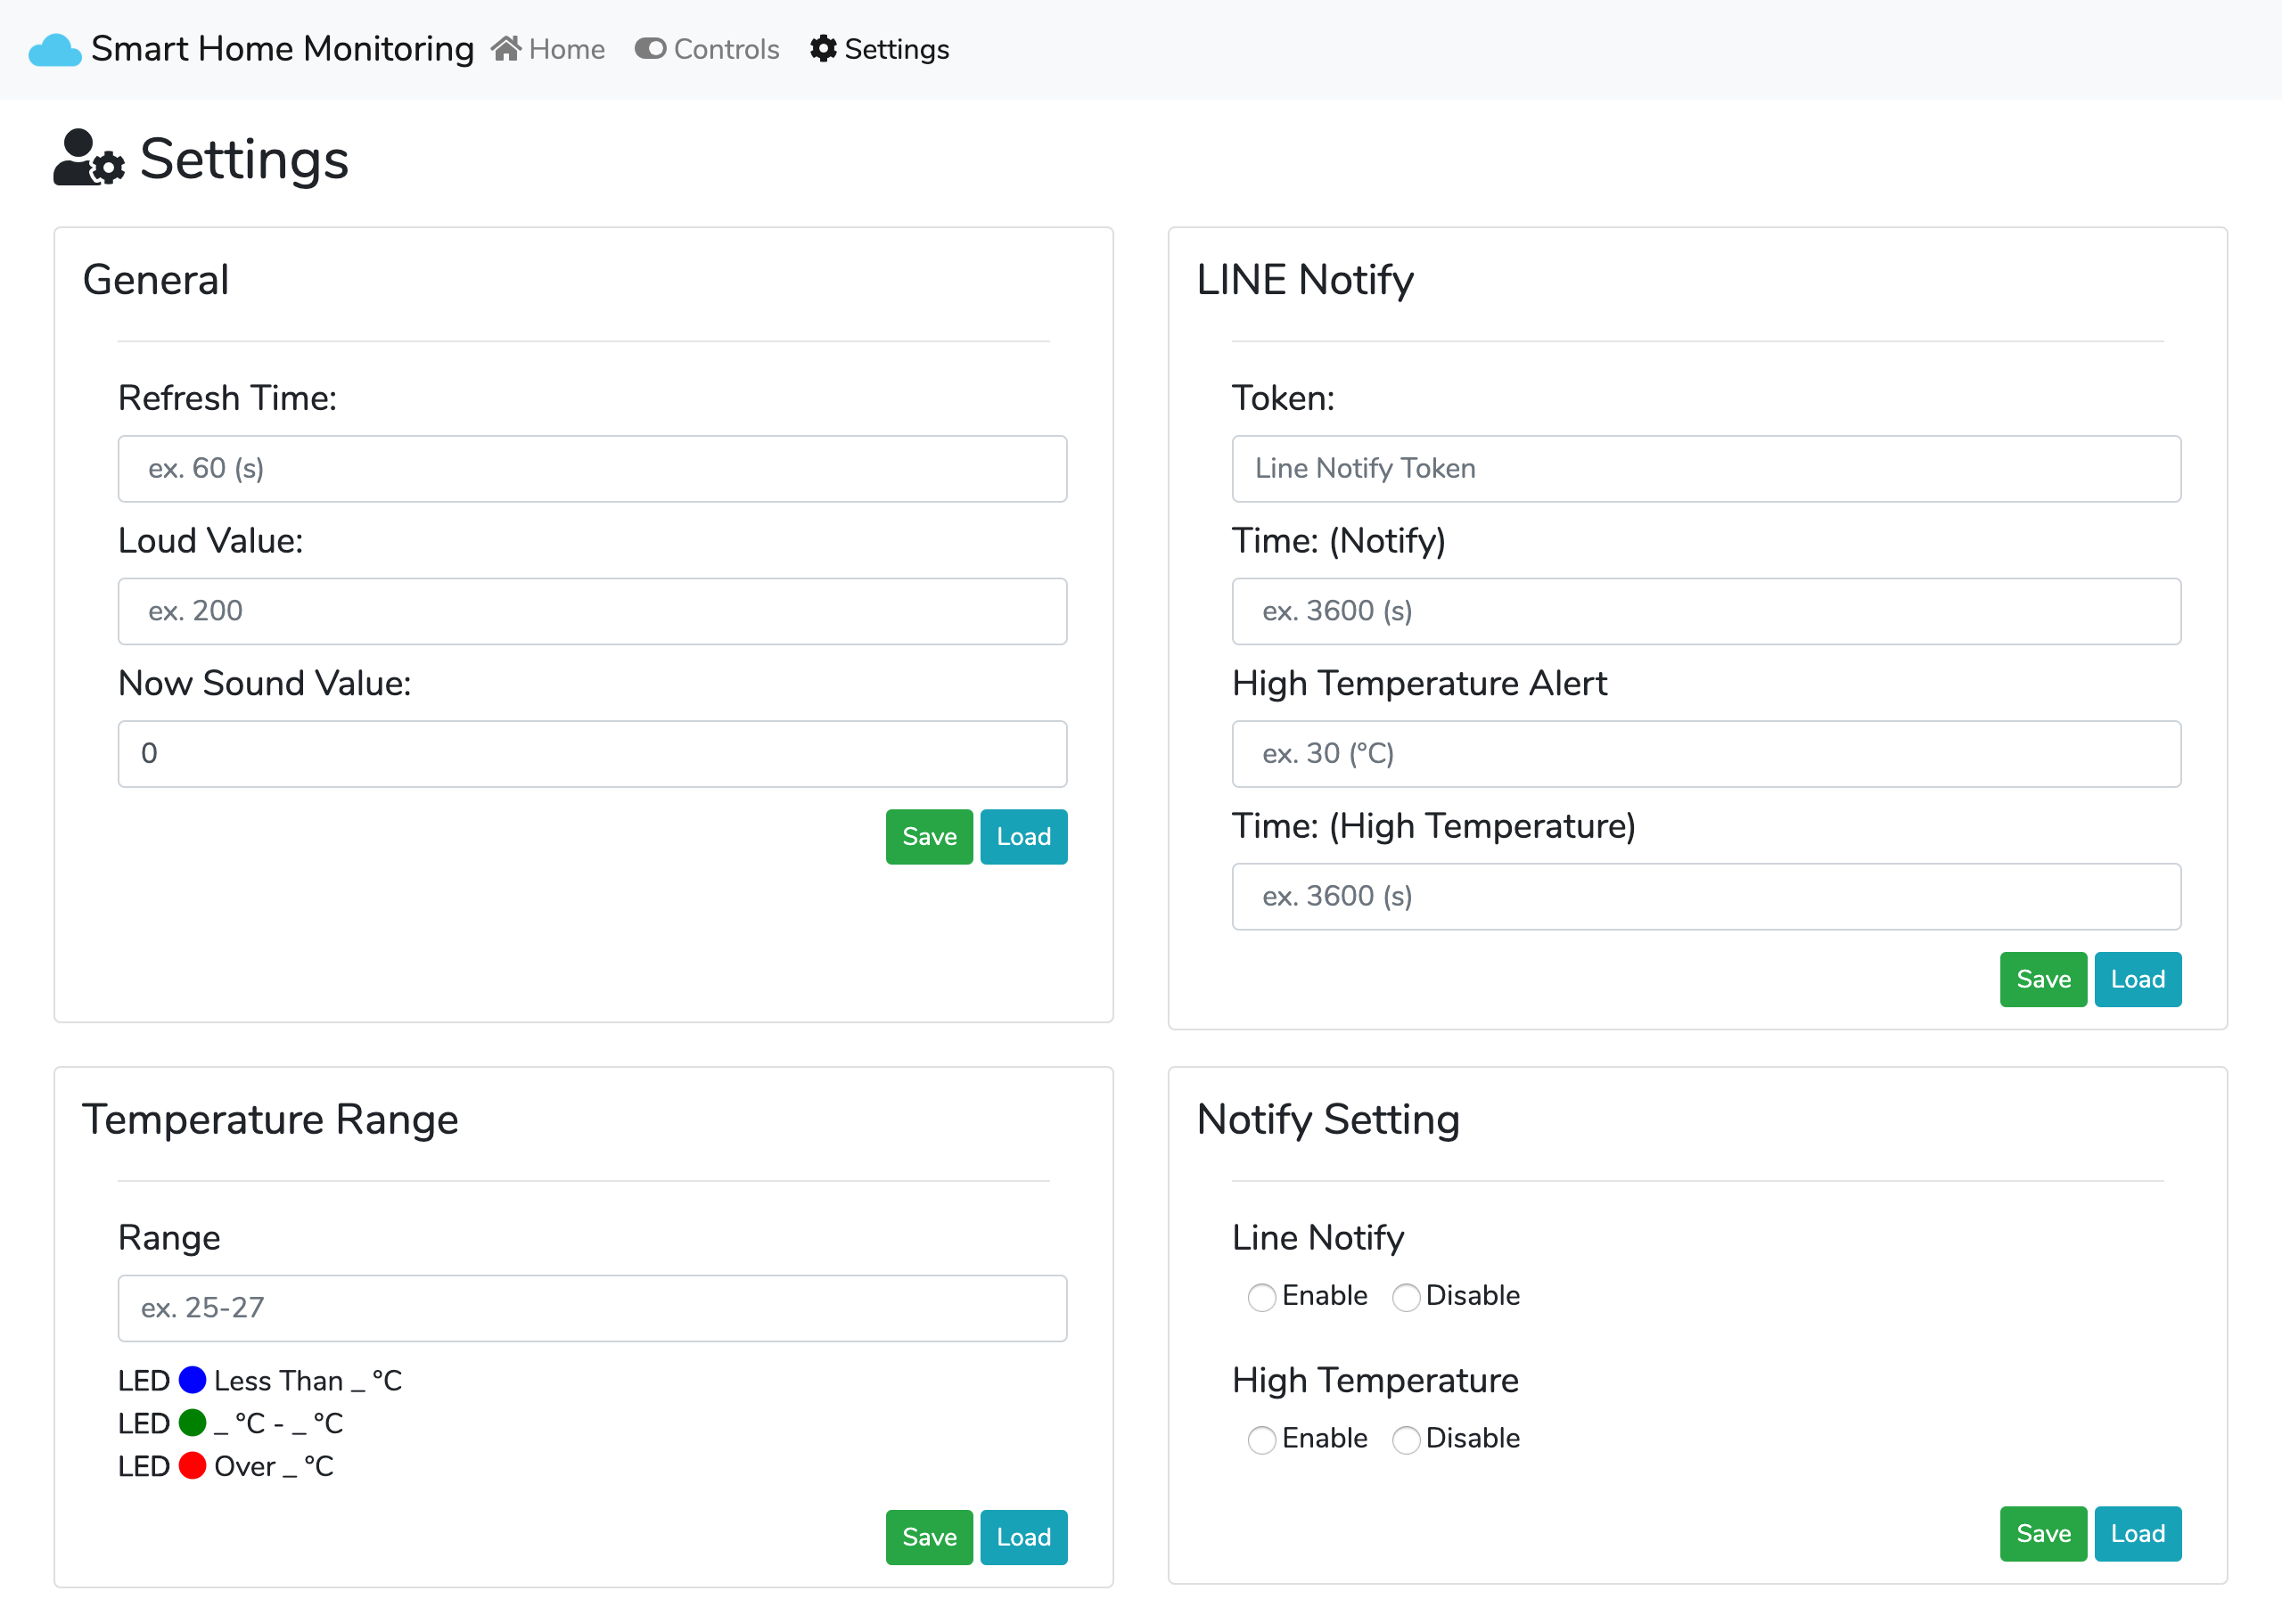 Smart Home Monitoring Home Controls Settings
Settings
General
Refresh Time:
ex. 60 (s)
Loud Value:
ex. 200
Now Sound Value:
0
Save Load
LINE Notify
Token:
Line Notify Token
Time: (Notify)
ex. 3600 (s)
High Temperature Alert
ex. 30 (°C)
Time: (High Temperature)
ex. 3600 (s)
Save Load
Temperature Range
Range
ex. 25-27
LED Less Than _ °C
LED _ °C - _ °C
LED Over _ °C
Save Load
Notify Setting
Line Notify
Enable Disable
High Temperature
Enable Disable
Save Load